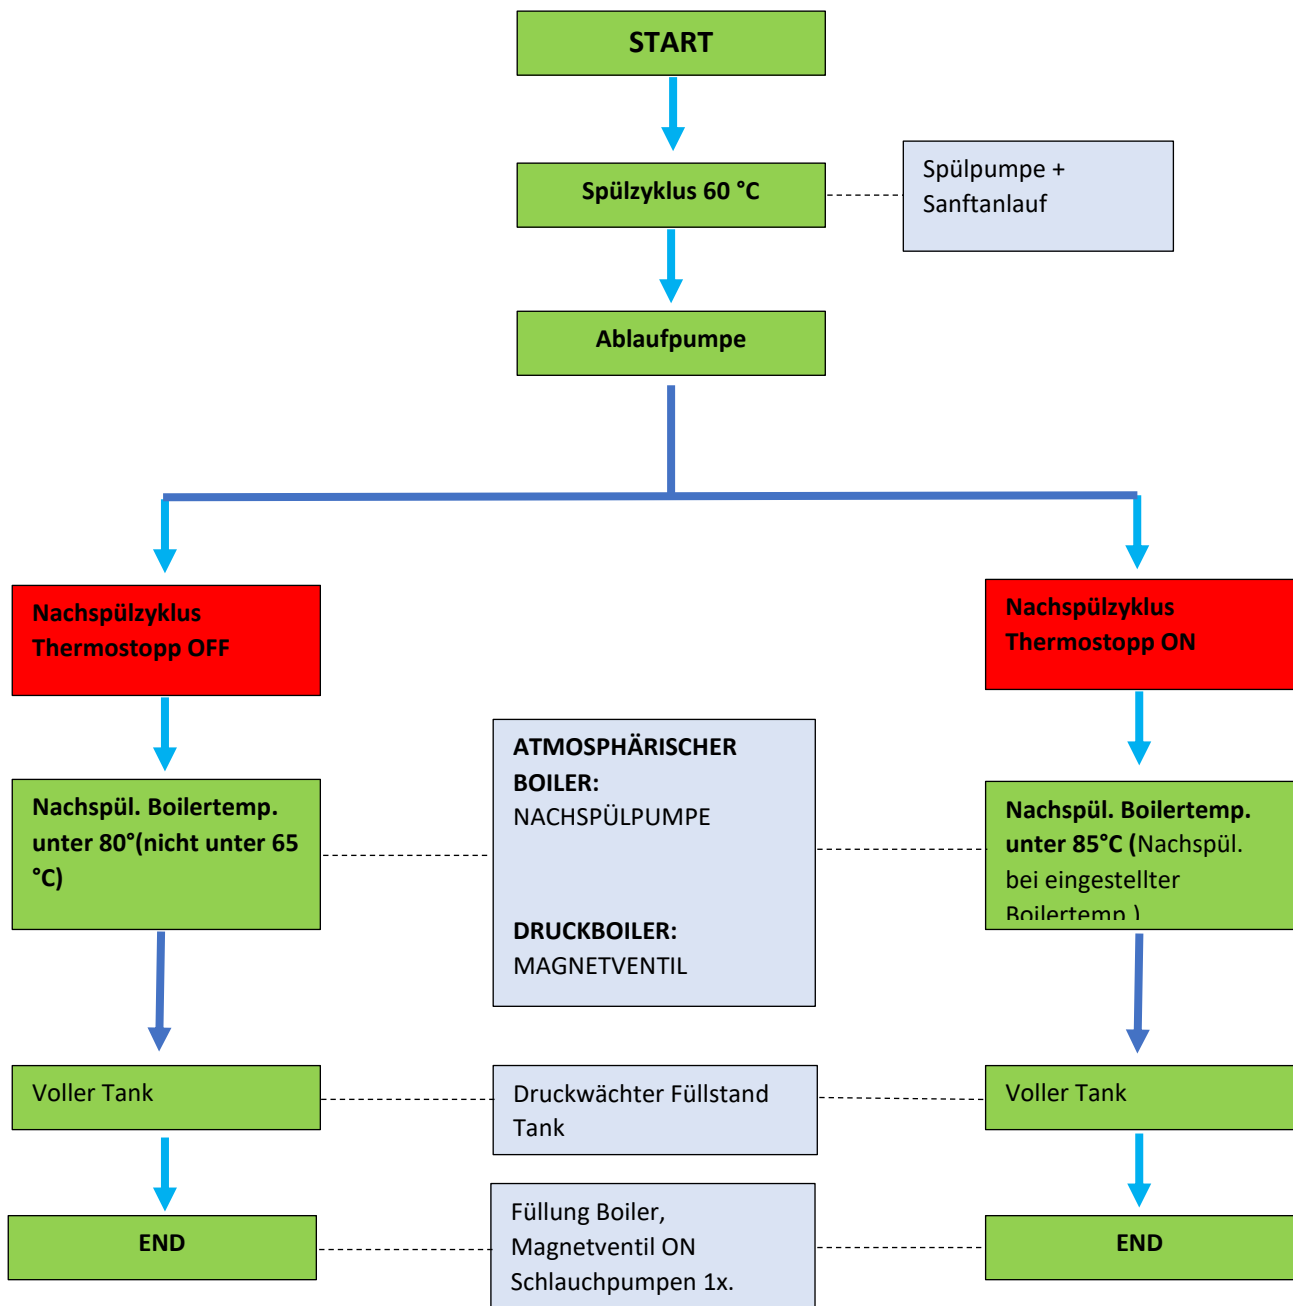 START
Spülzyklus 60 °C
Spülpumpe +
Sanftanlauf
Ablaufpumpe
Nachspülzyklus
Thermostopp OFF
Nachspülzyklus
Thermostopp ON
ATMOSPHÄRISCHER
BOILER:
NACHSPÜLPUMPE
DRUCKBOILER:
MAGNETVENTIL
Nachspül. Boilertemp.
unter 80°(nicht unter 65
°C)
Nachspül. Boilertemp.
unter 85°C (Nachspül.
bei eingestellter
Boilertemp.)
Voller Tank
Druckwächter Füllstand
Tank
Voller Tank
END
Füllung Boiler,
Magnetventil ON
Schlauchpumpen 1x.
END